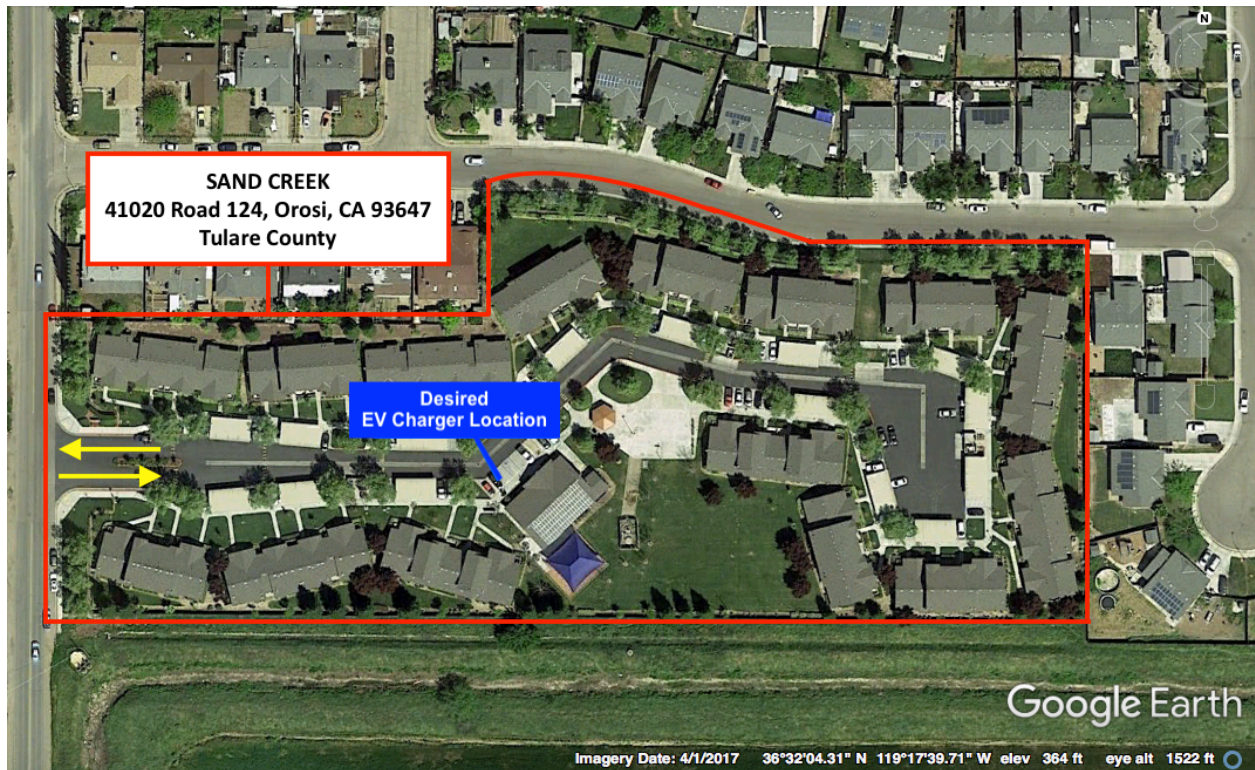 N
SAND CREEK
41020 Road 124, Orosi, CA 93647
Tulare County
Desired
EV Charger Location
Google Earth
Imagery Date: 4/1/2017 36°32'04.31" N 119°17'39.71" W elev 364 ft eye alt 1522 ft